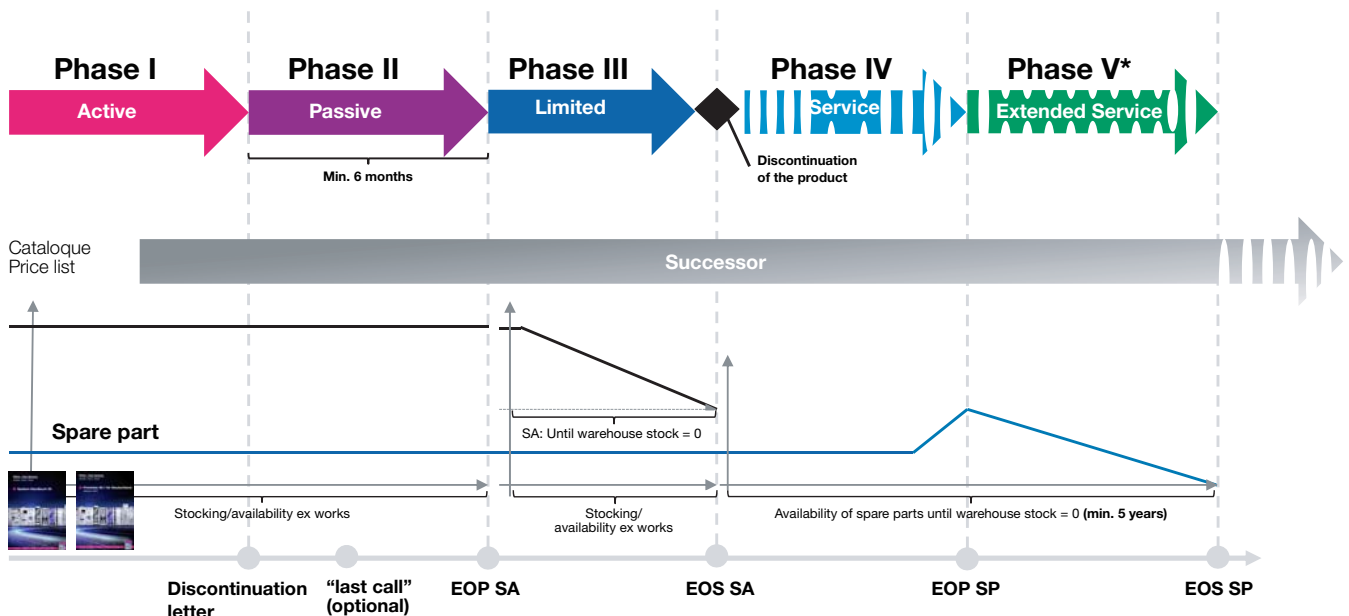 Phase I
Phase II
Phase III
Phase IV
Phase V*
Active
Passive
Limited
Service
Extended Service
Min. 6 months
Discontinuation
of the product
Catalogue
Price list
Successor
Spare part
SA: Until warehouse stock = 0
Stocking/availability ex works
Stocking/
availability ex works
Availability of spare parts until warehouse stock = 0 (min. 5 years)
Discontinuation
letter
“last call”
(optional)
EOP SA
EOS SA
EOP SP
EOS SP